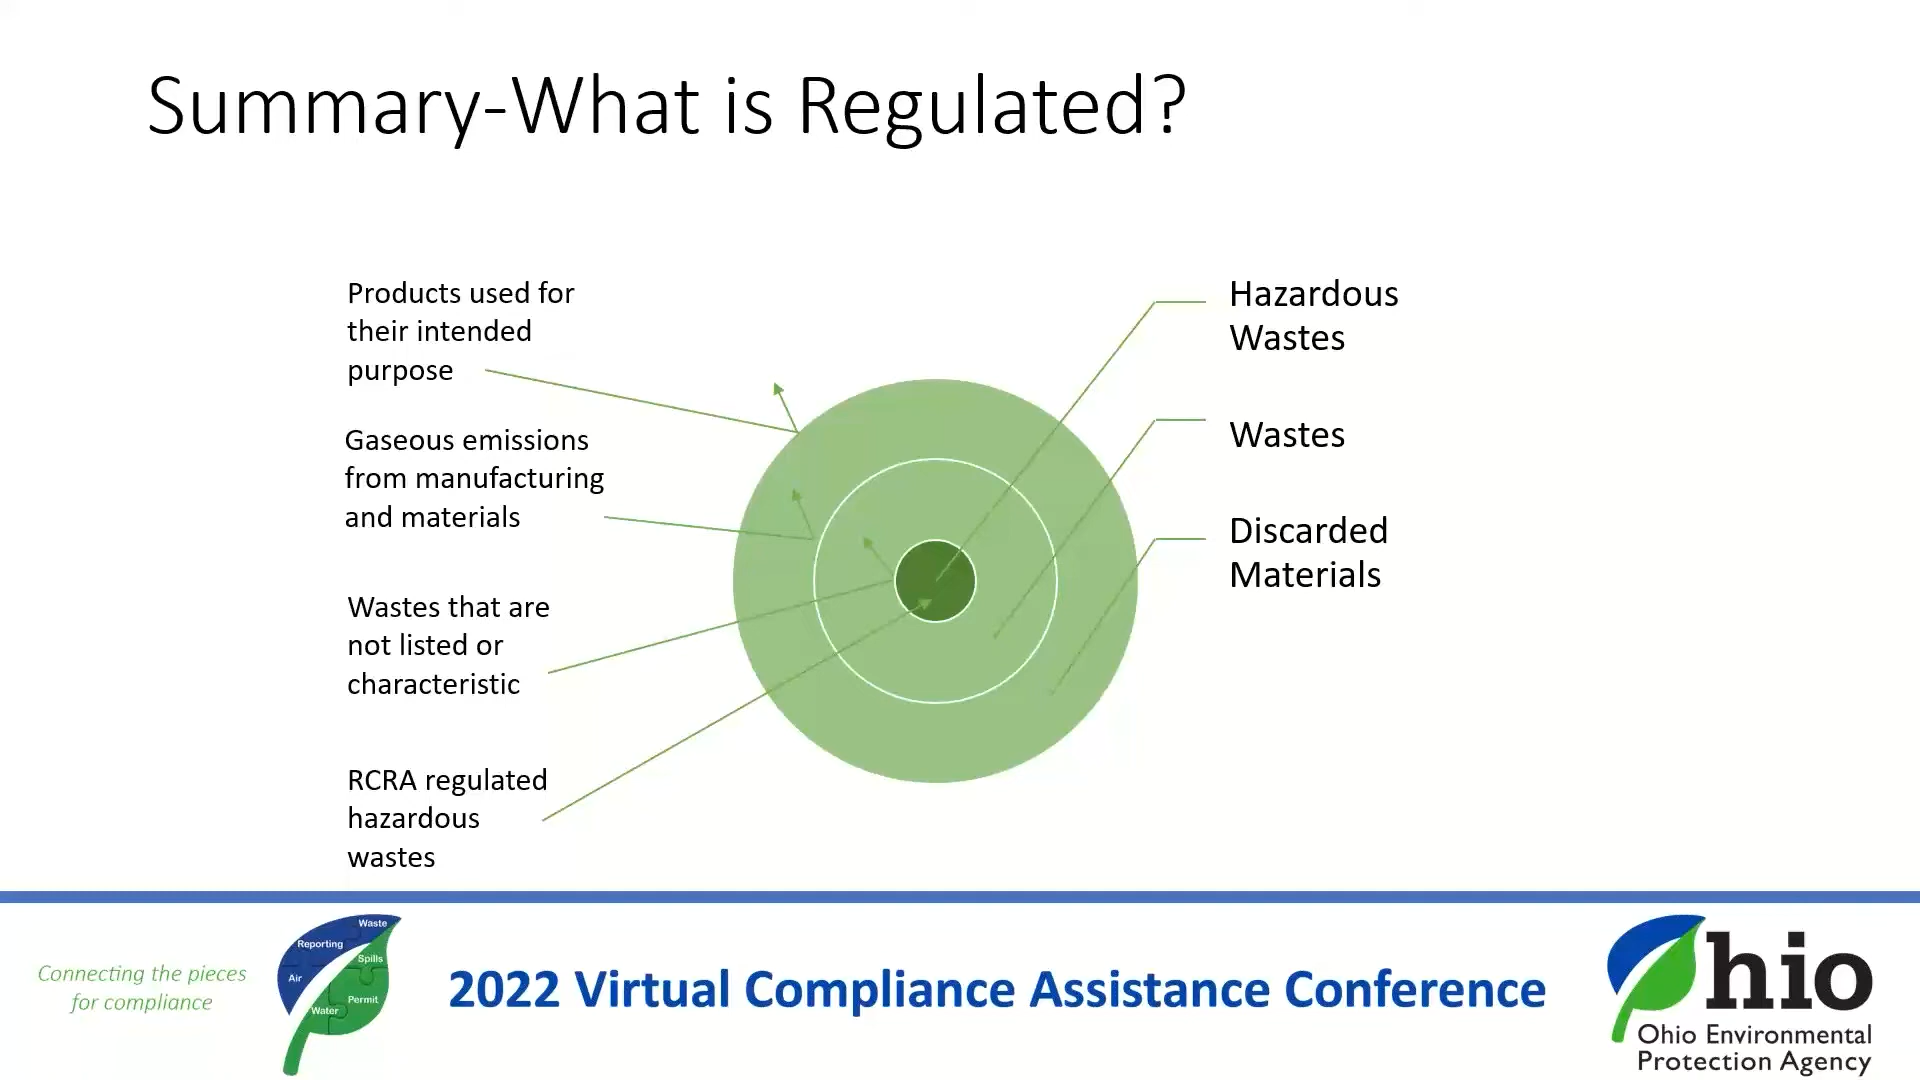 Summary-What is Regulated?
Products used for
their intended
purpose
Gaseous emissions
from manufacturing
and materials
Wastes that are
not listed or
characteristic
RCRA regulated
hazardous
wastes
Hazardous
Wastes
Wastes
Discarded
Materials
Connecting the pieces
for compliance
Waste
Reporting
Spills
Air
Permit
Water
2022 Virtual Compliance Assistance Conference
Ohio
Ohio Environmental
Protection Agency